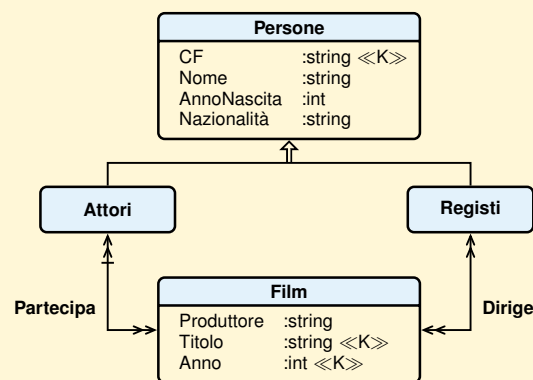 Persone
CF :string ≪K≫
Nome :string
AnnoNascita :int
Nazionalità :string
Attori
Registi
Partecipa
Dirige
Film
Produttore :string
Titolo :string ≪K≫
Anno :int ≪K≫